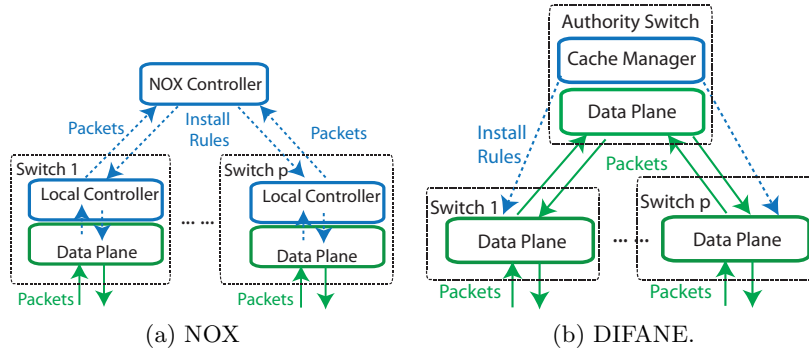 NOX Controller
Packets
Install
Rules
Packets
Switch 1
Local Controller
Data Plane
Packets
... ...
Switch p
Local Controller
Data Plane
Packets
(a) NOX
Authority Switch
Cache Manager
Data Plane
Install
Rules
Packets
Switch 1
Data Plane
Packets
... ...
Switch p
Data Plane
Packets
(b) DIFANE.